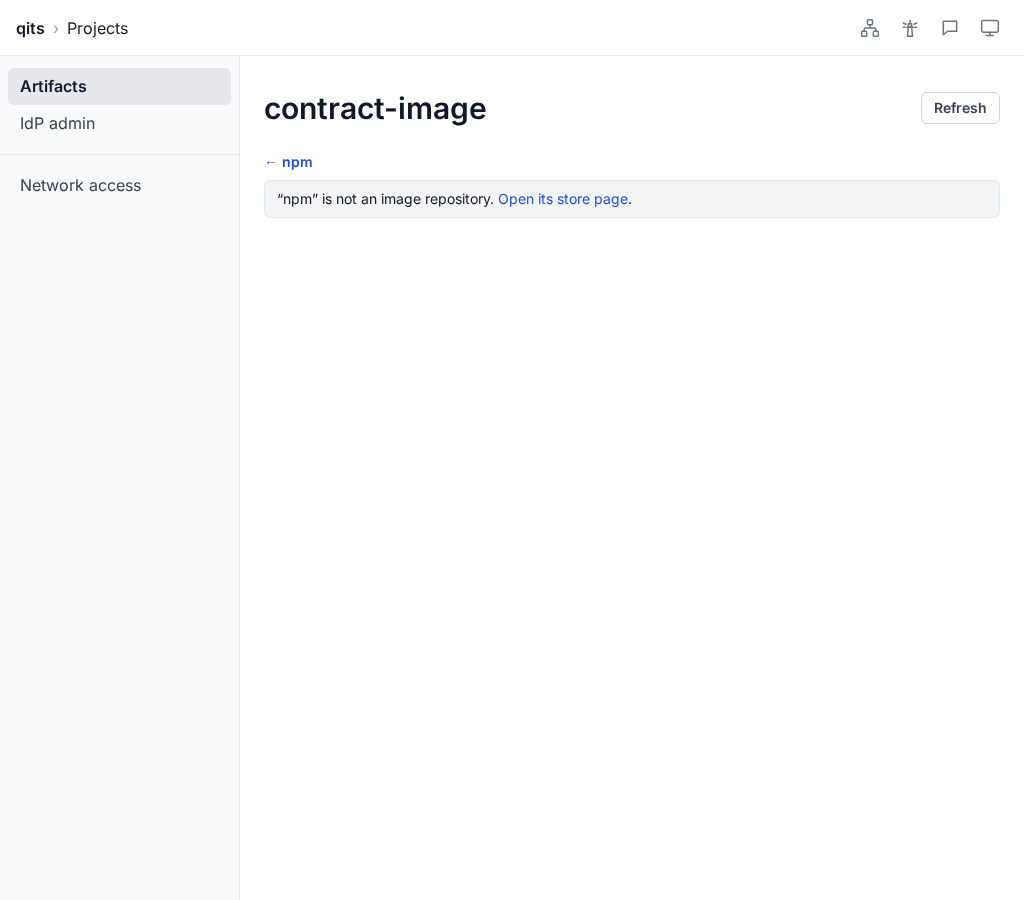 qits › Projects
Artifacts
IdP admin
Network access
contract-image
Refresh
← npm
“npm” is not an image repository. Open its store page.